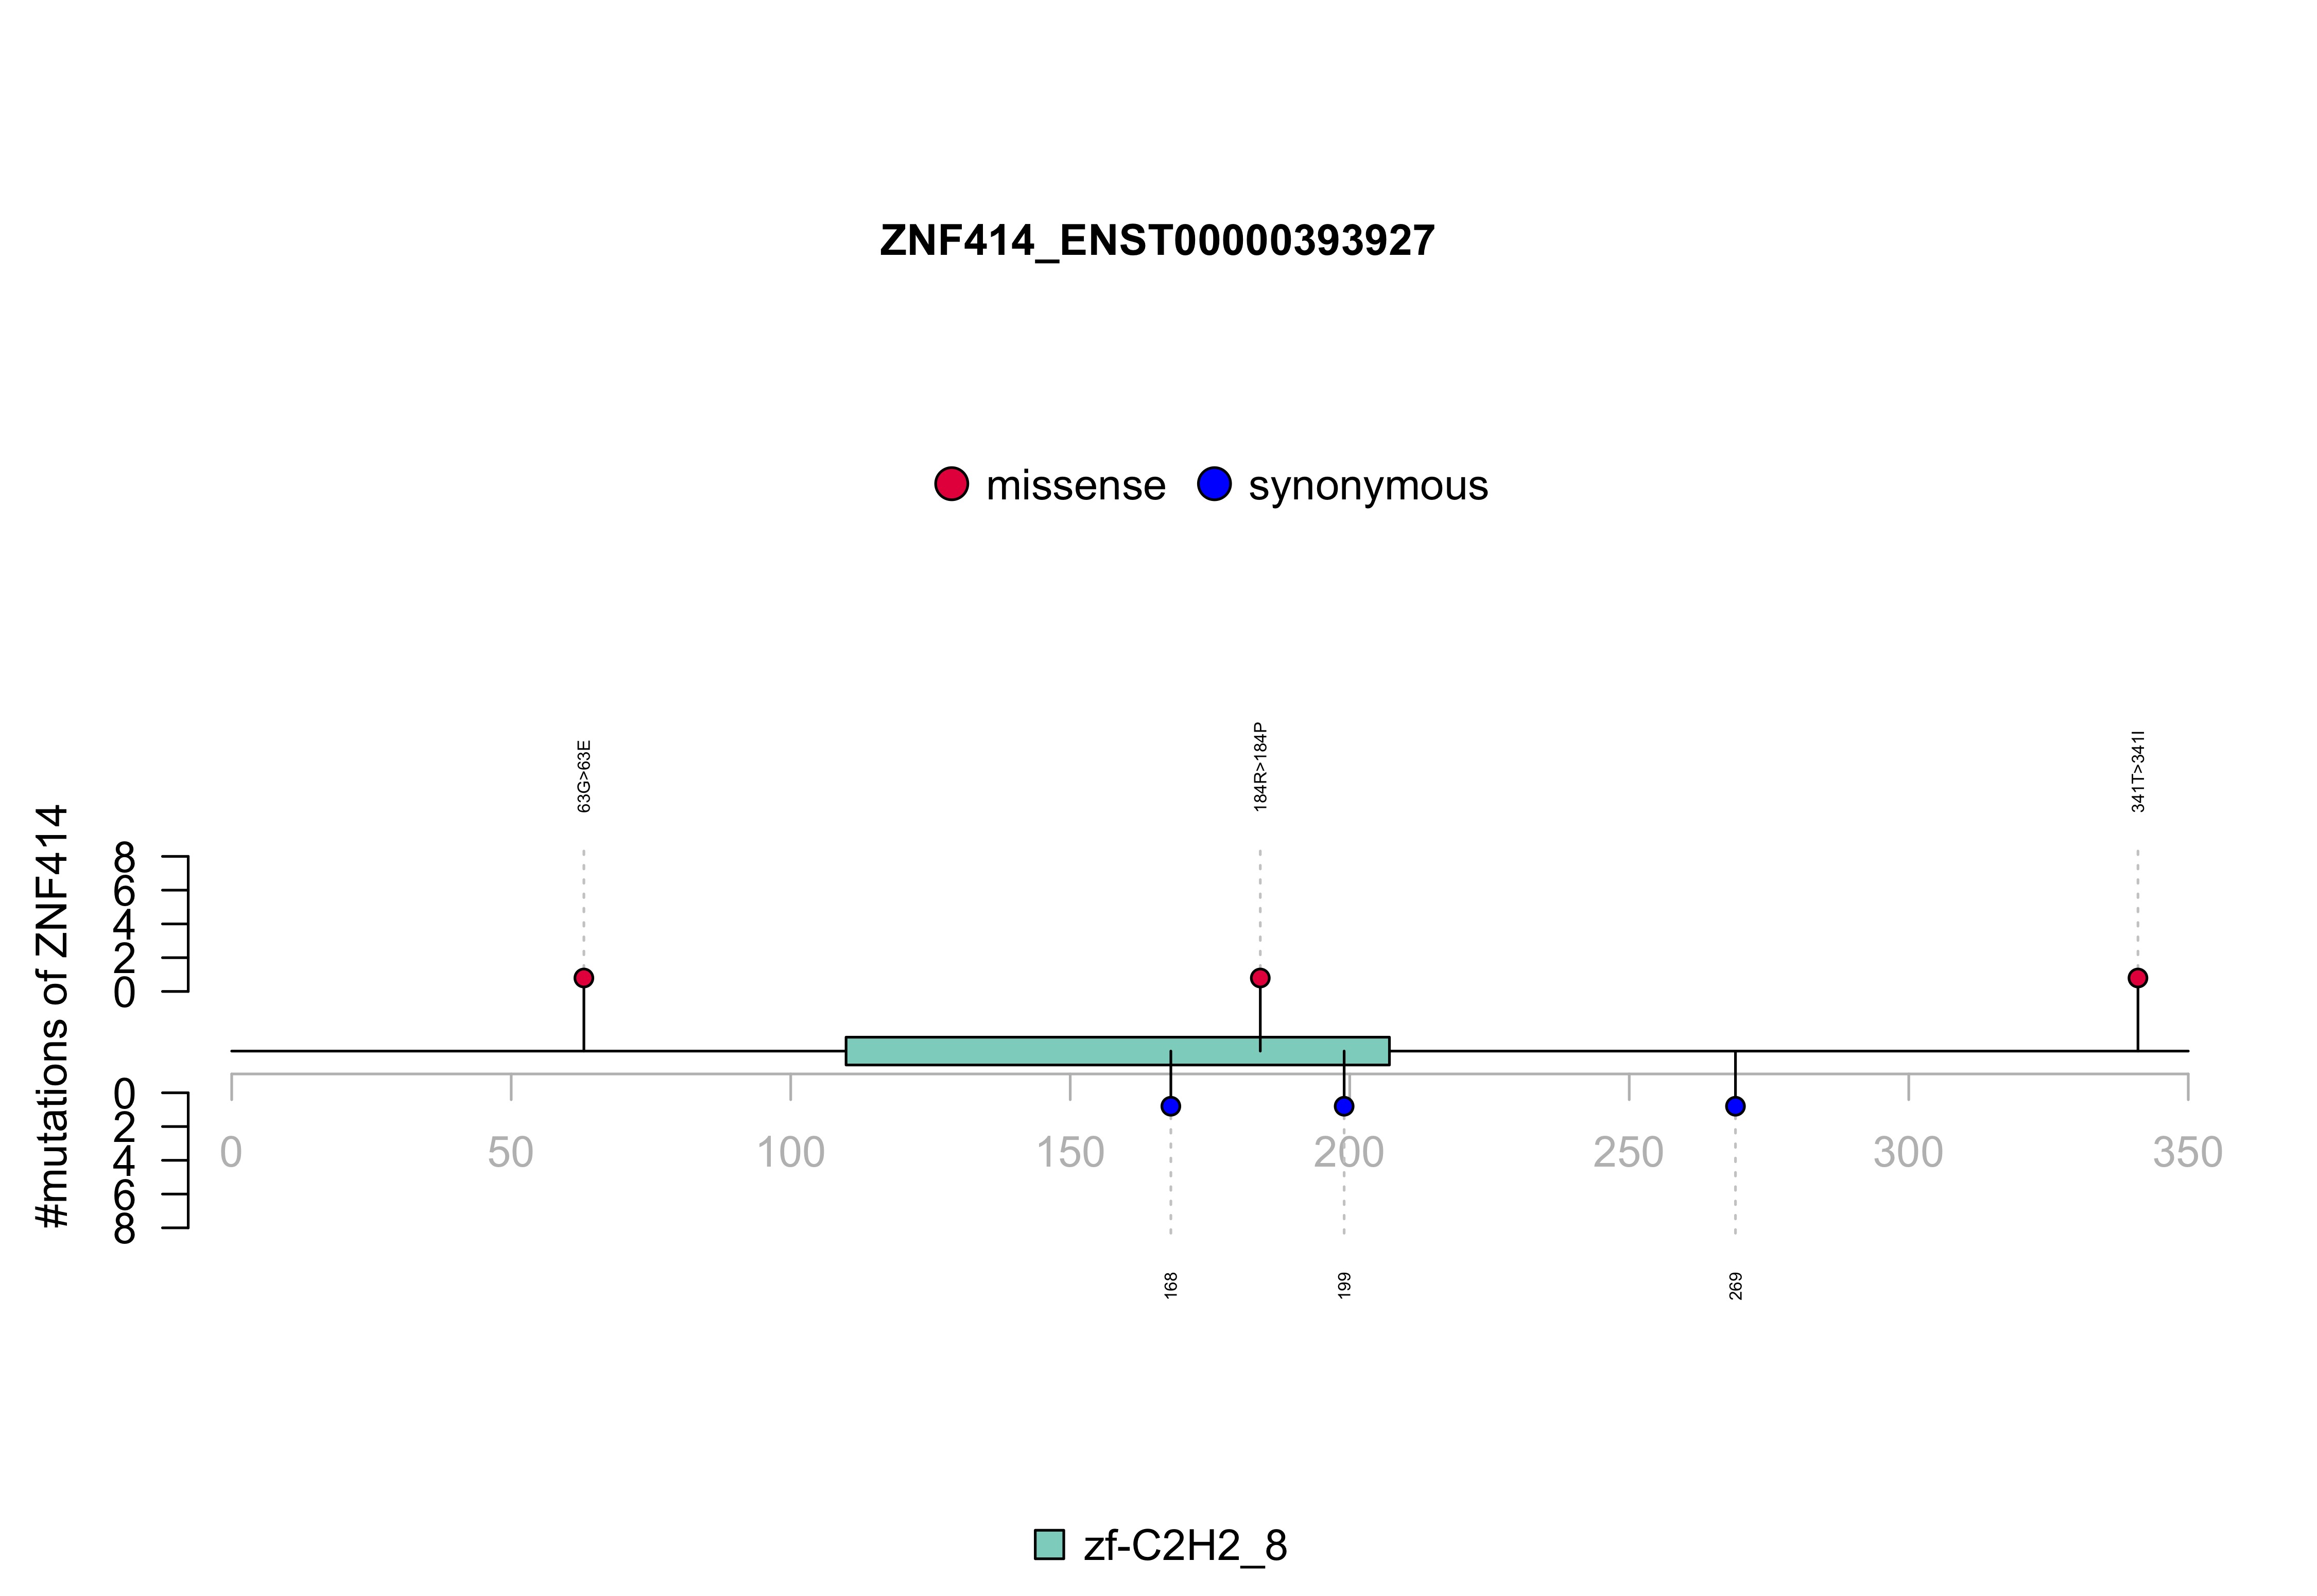 ZNF414_ENST00000393927
missense synonymous
63G>63E
184R>184P
341T>341I
#mutations of ZNF414
8
6
4
2
0
0
2
4
6
8
0 50 100 150 200 250 300 350
168
199
269
zf-C2H2_8